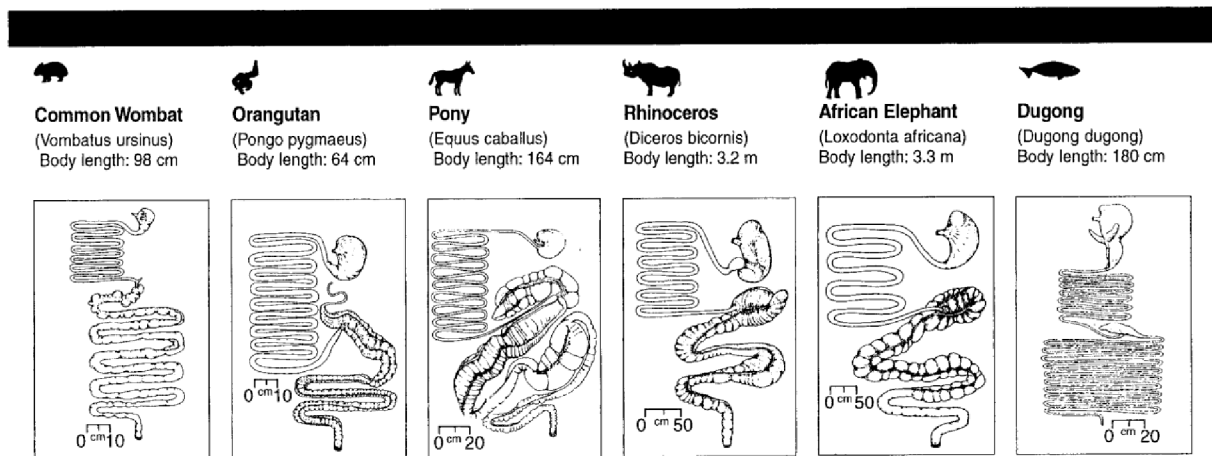 Common Wombat
(Vombatus ursinus)
Body length: 98 cm
0 cm 10
Orangutan
(Pongo pygmaeus)
Body length: 64 cm
0 cm 10
Pony
(Equus caballus)
Body length: 164 cm
0 cm 20
Rhinoceros
(Diceros bicornis)
Body length: 3.2 m
0 cm 50
African Elephant
(Loxodonta africana)
Body length: 3.3 m
0 cm 50
Dugong
(Dugong dugong)
Body length: 180 cm
0 cm 20